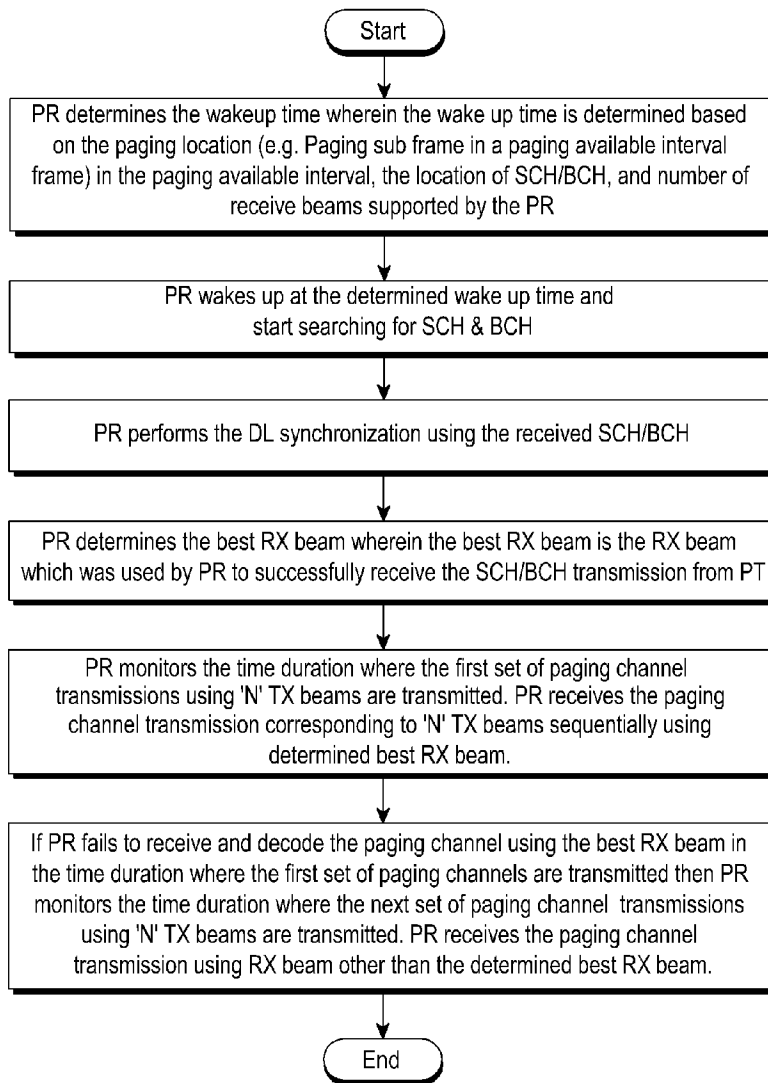 Start
PR determines the wakeup time wherein the wake up time is determined based
on the paging location (e.g. Paging sub frame in a paging available interval
frame) in the paging available interval, the location of SCH/BCH, and number of
receive beams supported by the PR
PR wakes up at the determined wake up time and
start searching for SCH & BCH
PR performs the DL synchronization using the received SCH/BCH
PR determines the best RX beam wherein the best RX beam is the RX beam
which was used by PR to successfully receive the SCH/BCH transmission from PT
PR monitors the time duration where the first set of paging channel
transmissions using 'N' TX beams are transmitted. PR receives the paging
channel transmission corresponding to 'N' TX beams sequentially using
determined best RX beam.
If PR fails to receive and decode the paging channel using the best RX beam in
the time duration where the first set of paging channels are transmitted then PR
monitors the time duration where the next set of paging channel transmissions
using 'N' TX beams are transmitted. PR receives the paging channel
transmission using RX beam other than the determined best RX beam.
End